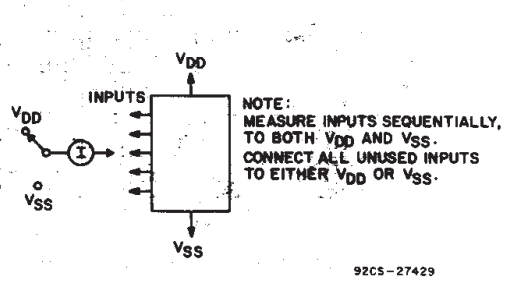 VDD
INPUTS
VDD
I
VSS
VSS
NOTE:
MEASURE INPUTS SEQUENTIALLY,
TO BOTH VDD AND VSS.
CONNECT ALL UNUSED INPUTS
TO EITHER VDD OR VSS.
92CS-27429